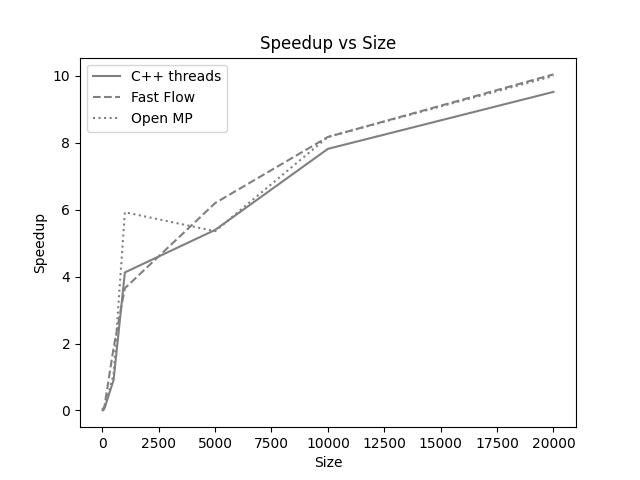 Speedup vs Size
C++ threads
Fast Flow
Open MP
10
8
6
4
2
0
Speedup
0 2500 5000 7500 10000 12500 15000 17500 20000
Size